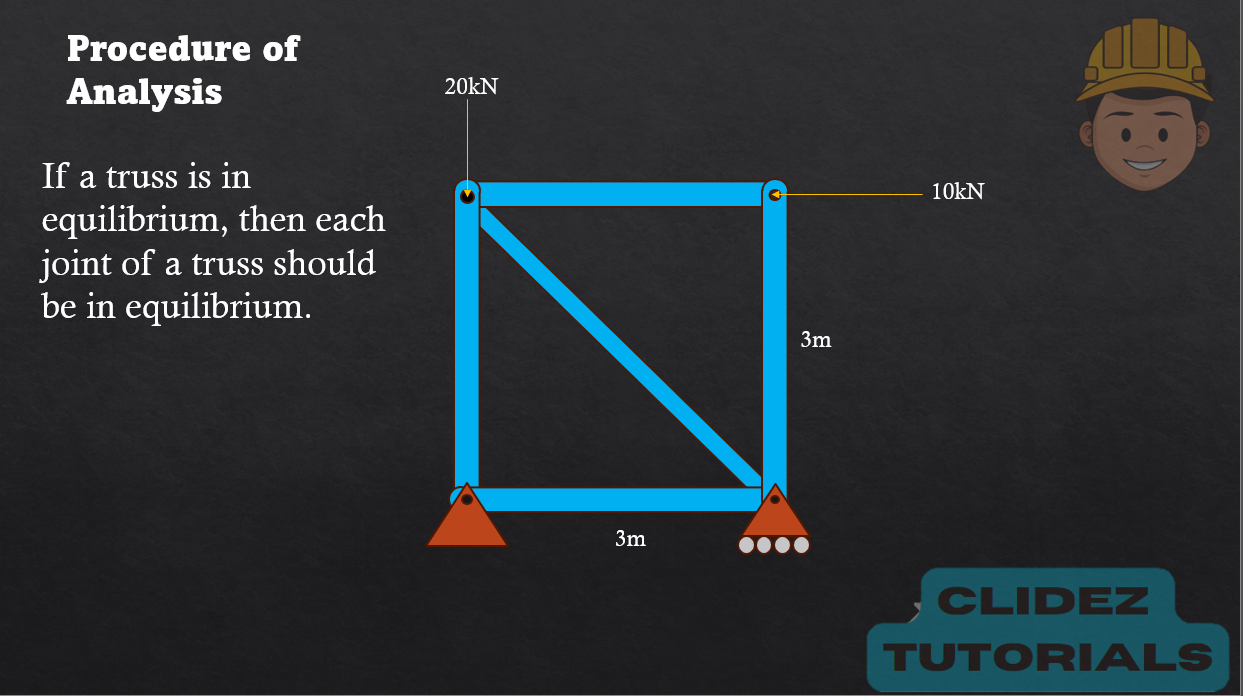 Procedure of
Analysis
If a truss is in
equilibrium, then each
joint of a truss should
be in equilibrium.
20kN
10kN
3m
3m
CLIDEZ
TUTORIALS